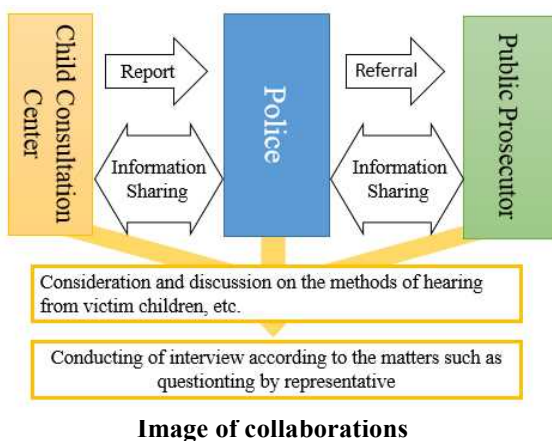 Child Consultation
Center
Report
Police
Referral
Public Prosecutor
Information
Sharing
Information
Sharing
Consideration and discussion on the methods of hearing
from victim children, etc.
Conducting of interview according to the matters such as
questionting by representative
Image of collaborations